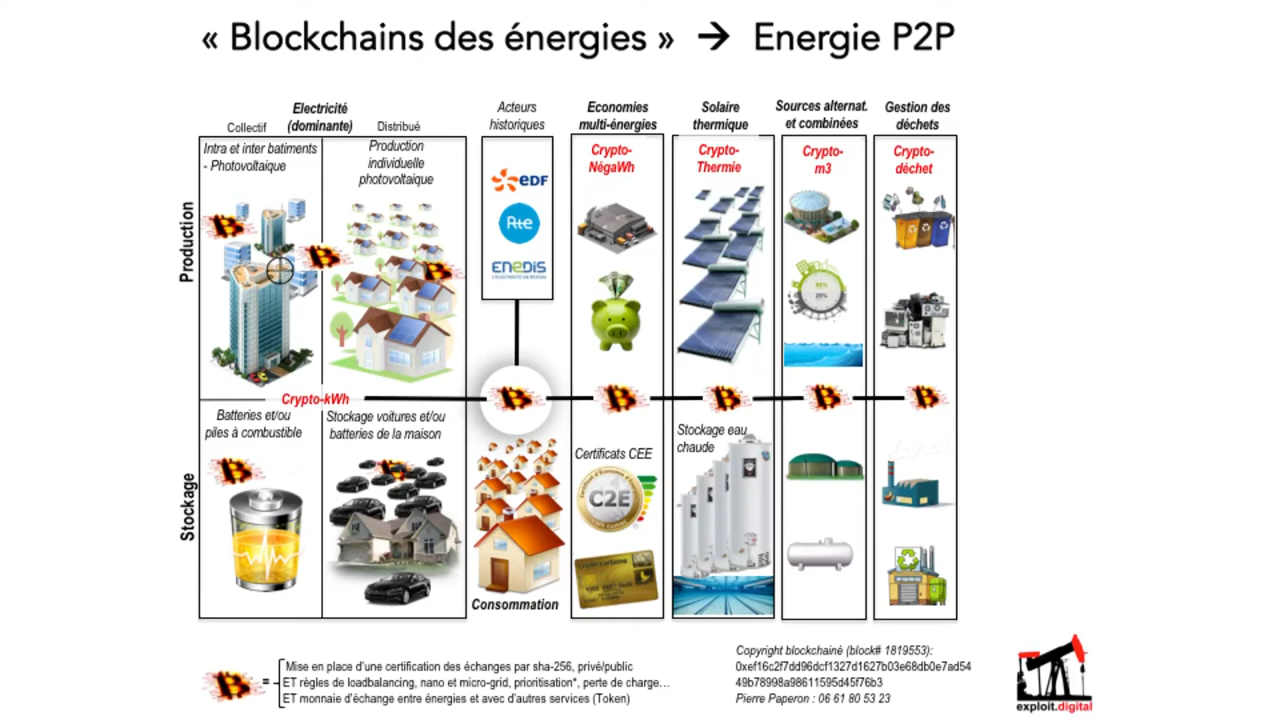 « Blockchains des énergies » → Energie P2P
Electricité
(dominante)
Collectif
Distribué
Acteurs
historiques
Economies
multi-énergies
Solaire
thermique
Sources alternat.
et combinées
Gestion des
déchets
Production
Intra et inter batiments
- Photovoltaique
Production
individuelle
photovoltaique
eDF
Rte
ENEDIS
L'ELECTRICITE EN RESEAU
Crypto-
NégaWh
Crypto-
Thermie
Crypto-
m3
Crypto-
déchet
80%
20%
Crypto-kWh
Stockage
Batteries et/ou
piles à combustible
Stockage voitures et/ou
batteries de la maison
Consommation
Certificats CEE
C2E
Stockage eau
chaude
= Mise en place d'une certification des échanges par sha-256, privé/public
ET règles de loadbalancing, nano et micro-grid, prioritisation*, perte de charge…
ET monnaie d'échange entre énergies et avec d'autres services (Token)
Copyright blockchainé (block# 1819553):
0xef16c2f7dd96dcf1327d1627b03e68db0e7ad54
49b78998a98611595d45f76b3
Pierre Paperon : 06 61 80 53 23
exploit.digital